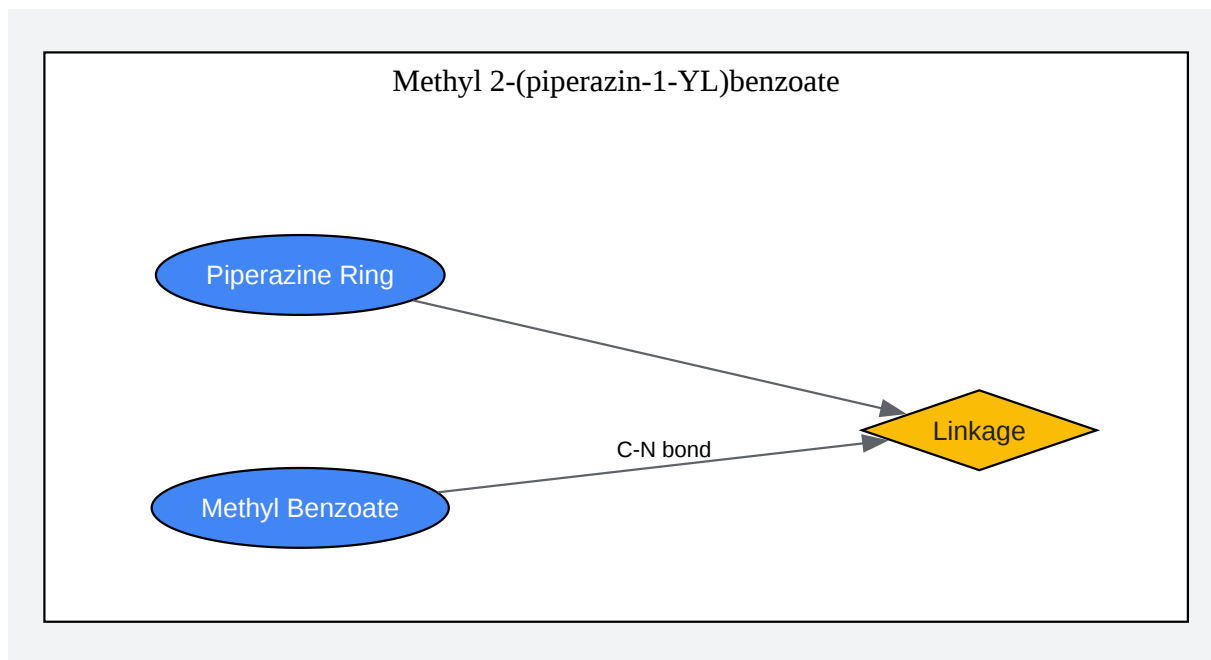 Methyl 2-(piperazin-1-YL)benzoate
Piperazine Ring
Linkage
C-N bond
Methyl Benzoate